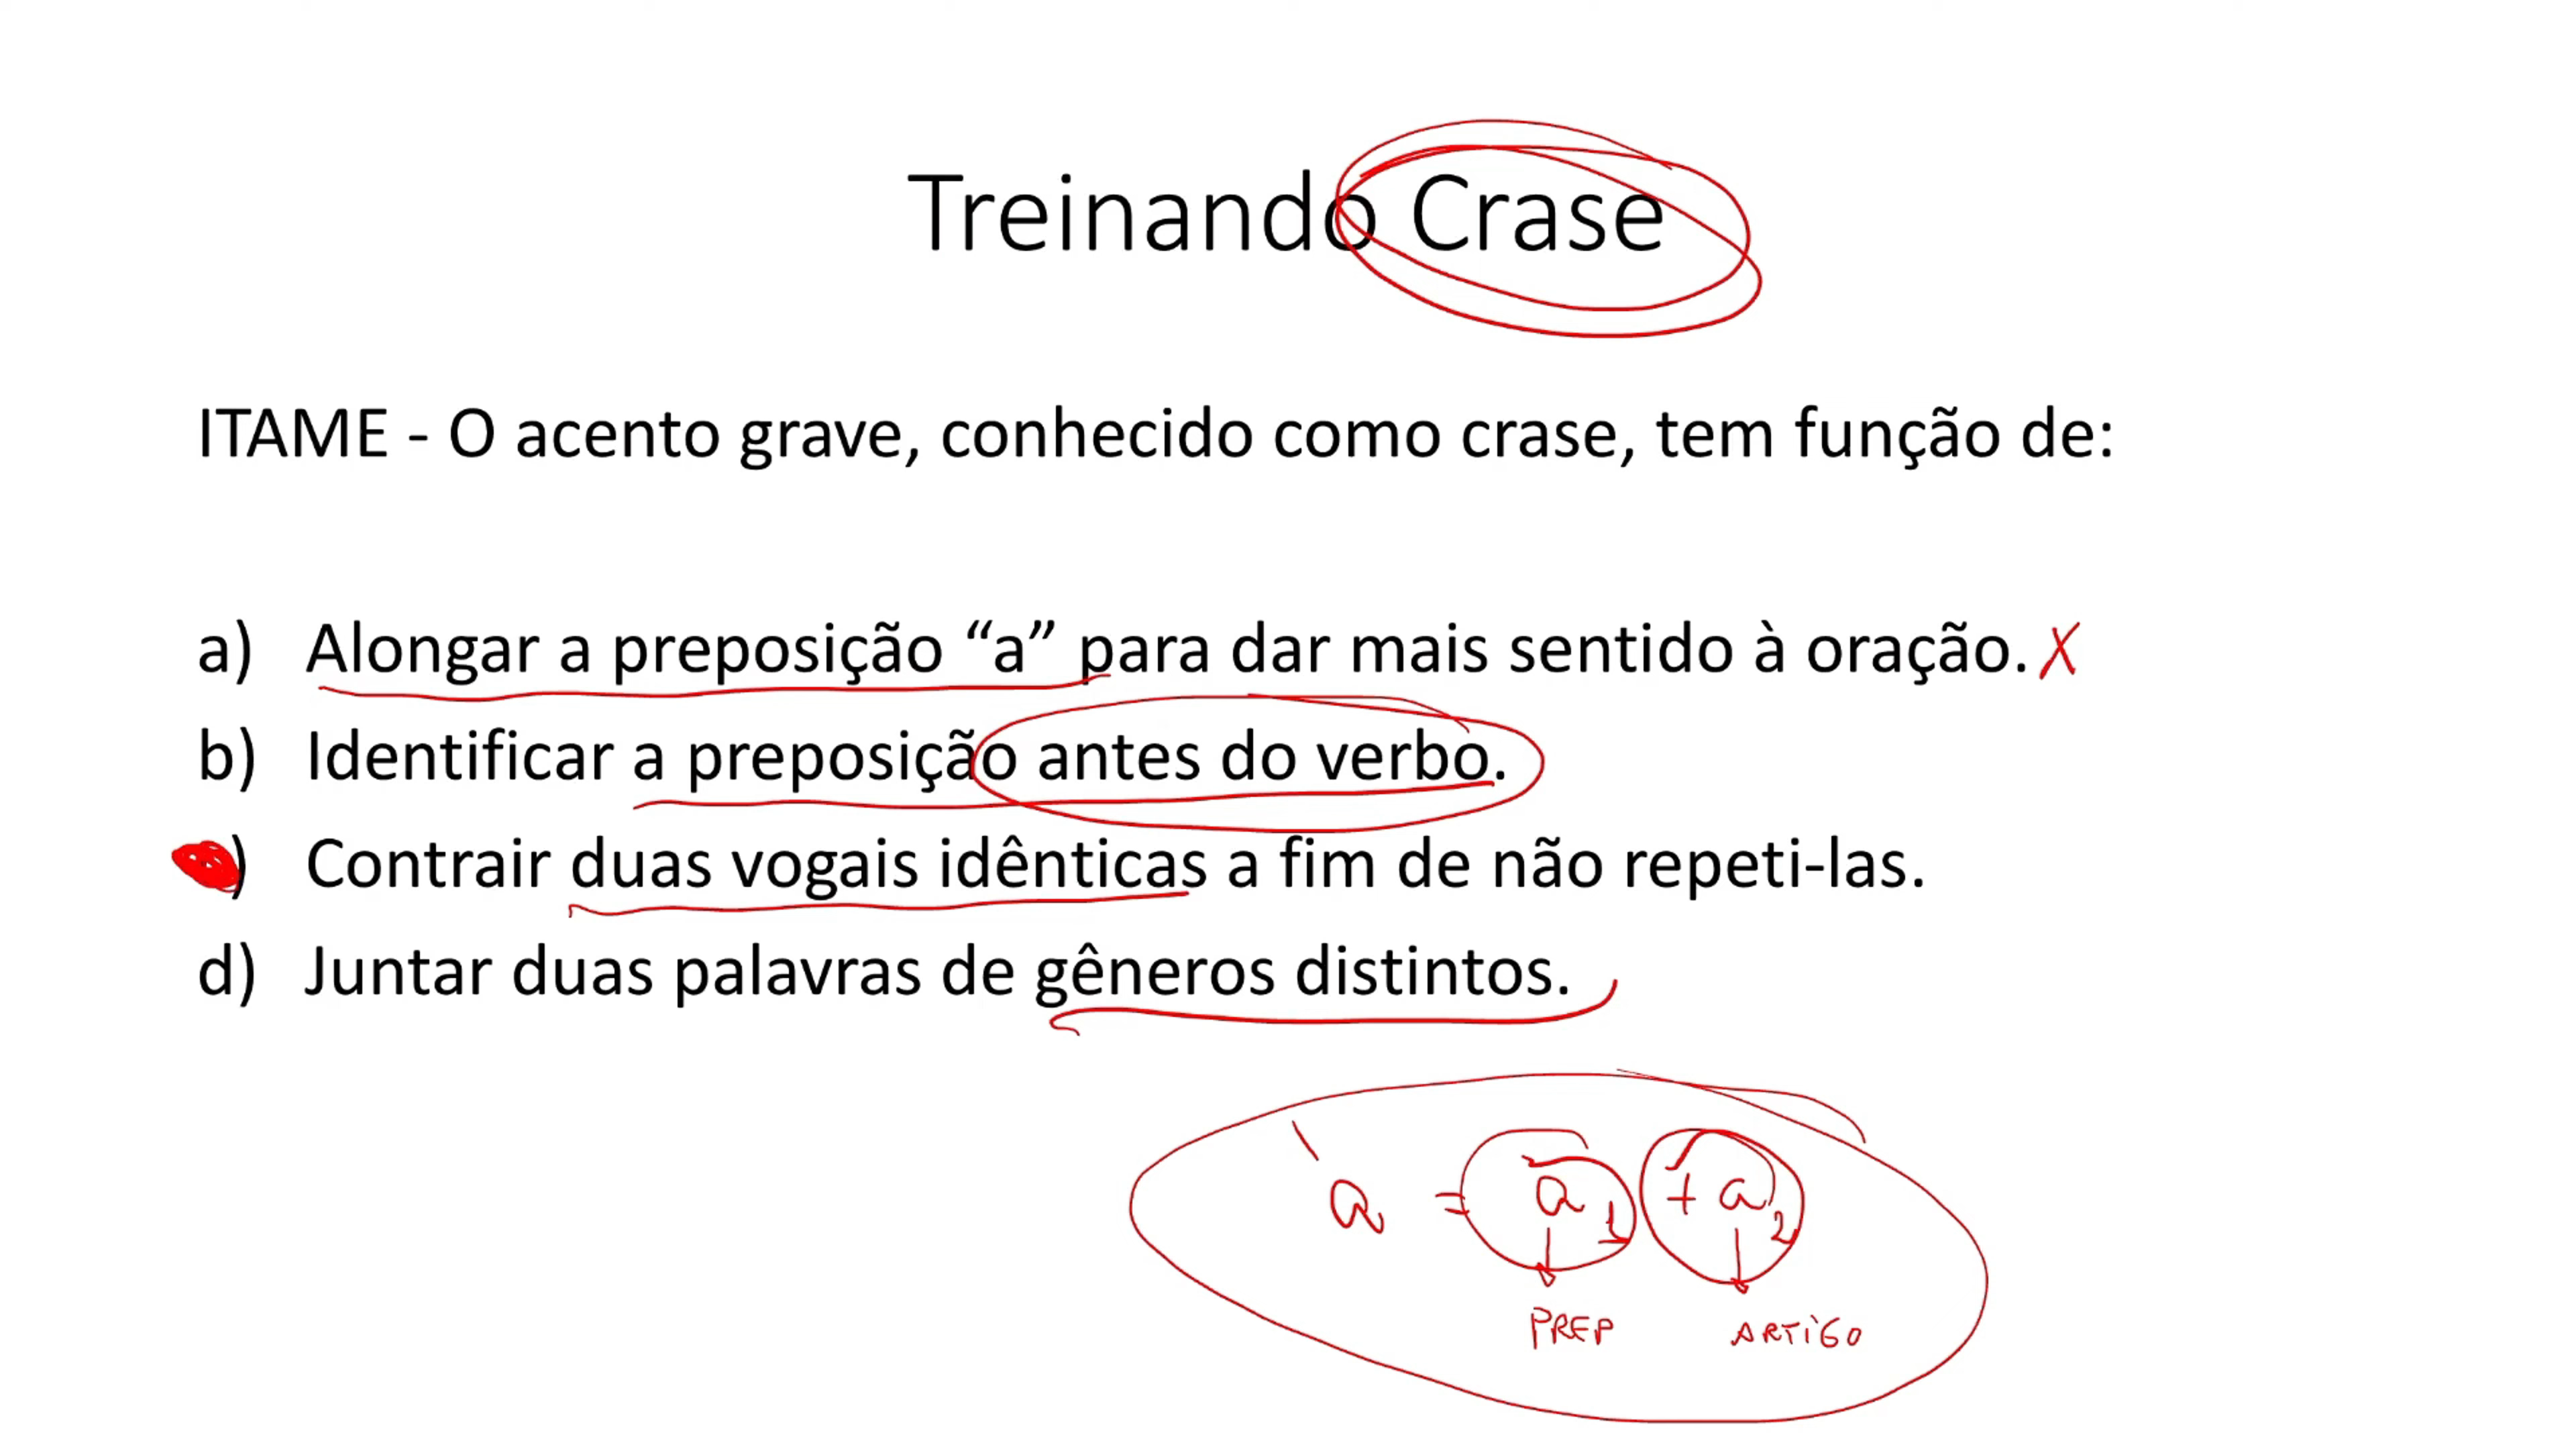 Treinando Crase
ITAME - O acento grave, conhecido como crase, tem função de:
a) Alongar a preposição “a” para dar mais sentido à oração. X
b) Identificar a preposição antes do verbo.
) Contrair duas vogais idênticas a fim de não repeti-las.
d) Juntar duas palavras de gêneros distintos.
à = a 1 + a 2
PREP ARTIGO